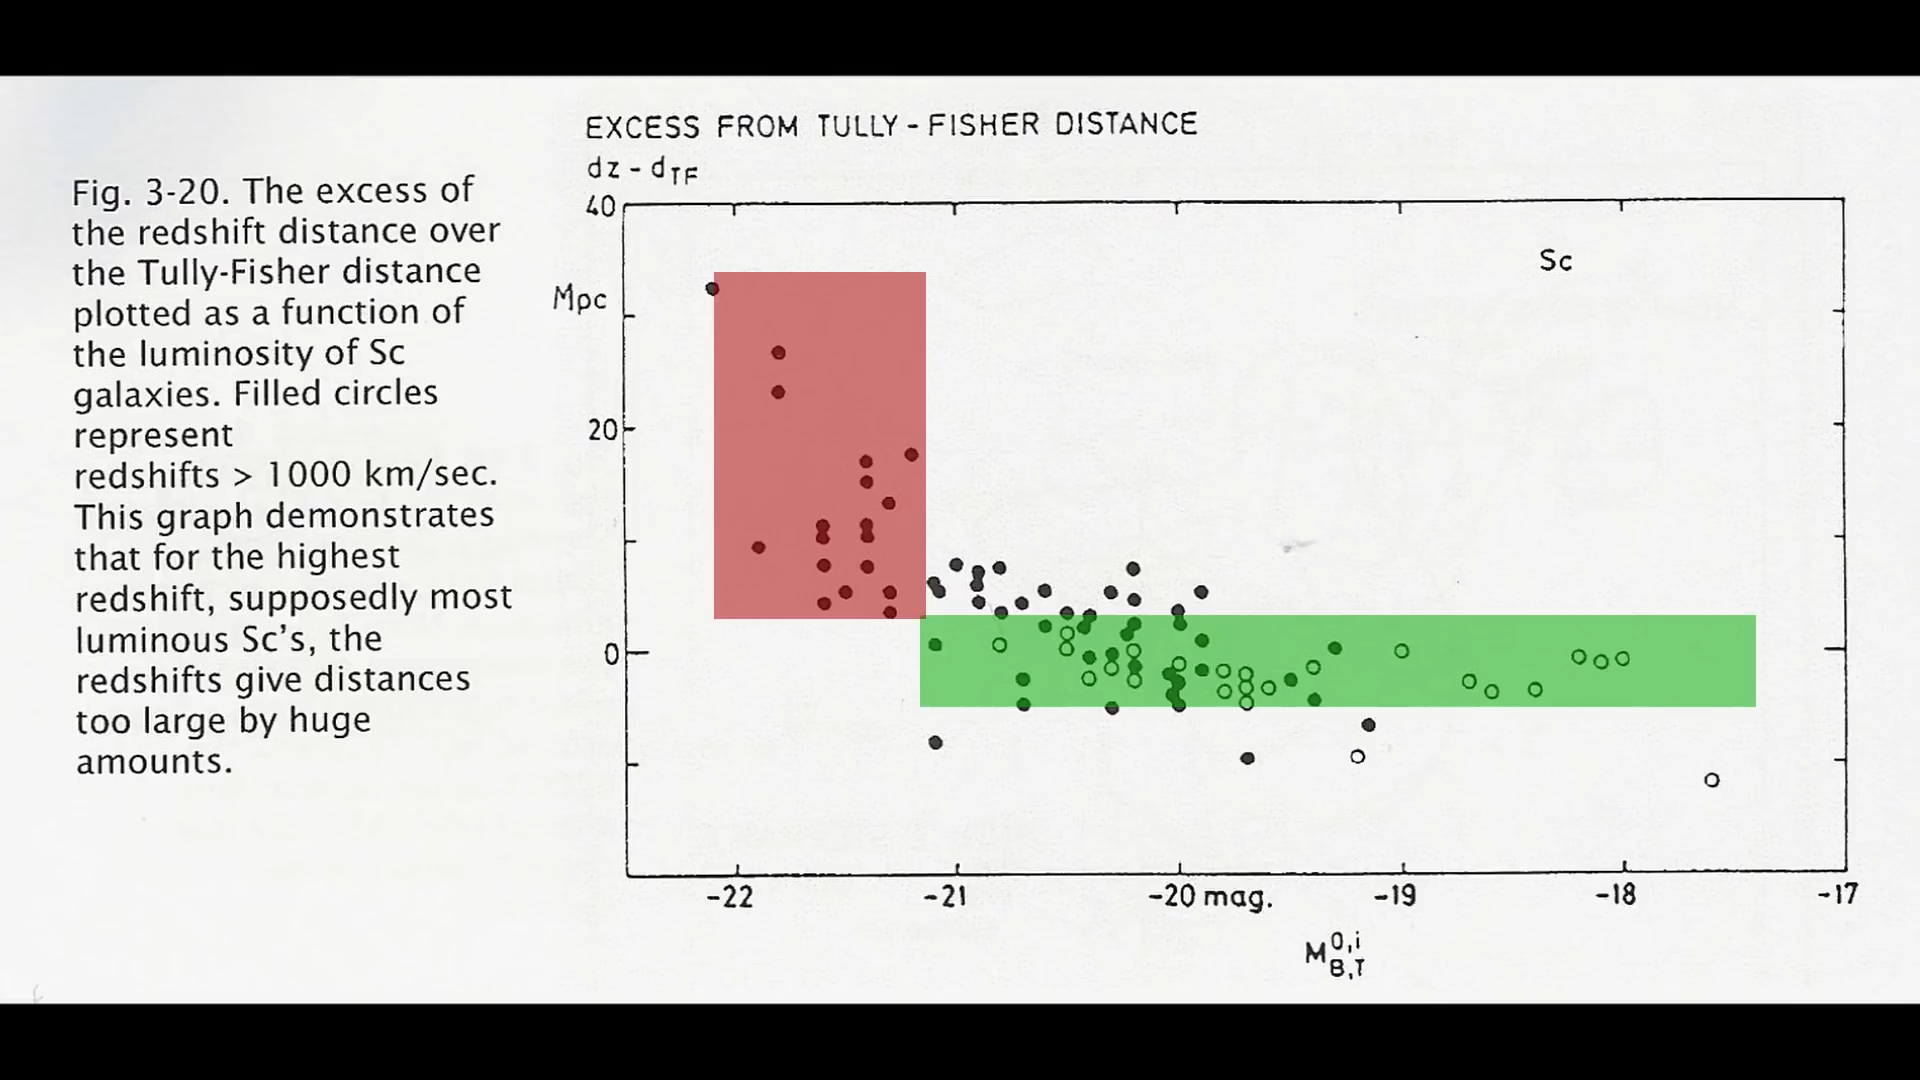 Fig. 3-20. The excess of
the redshift distance over
the Tully-Fisher distance
plotted as a function of
the luminosity of Sc
galaxies. Filled circles
represent
redshifts > 1000 km/sec.
This graph demonstrates
that for the highest
redshift, supposedly most
luminous Sc's, the
redshifts give distances
too large by huge
amounts.
EXCESS FROM TULLY - FISHER DISTANCE
dz - dTF
40
Sc
Mpc
20
0
-22 -21 -20 mag. -19 -18 -17
M0,i B,T